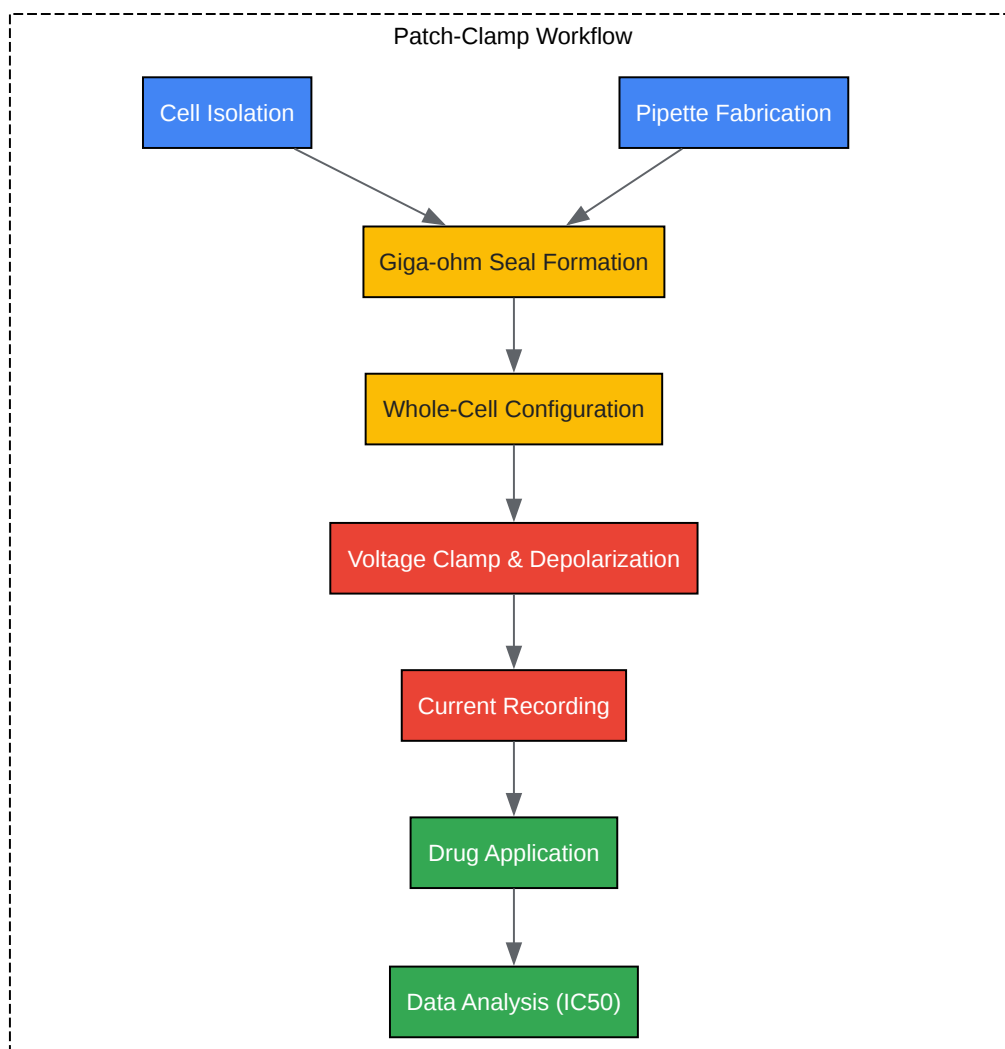 Patch-Clamp Workflow
Cell Isolation
Pipette Fabrication
Giga-ohm Seal Formation
Whole-Cell Configuration
Voltage Clamp & Depolarization
Current Recording
Drug Application
Data Analysis (IC50)